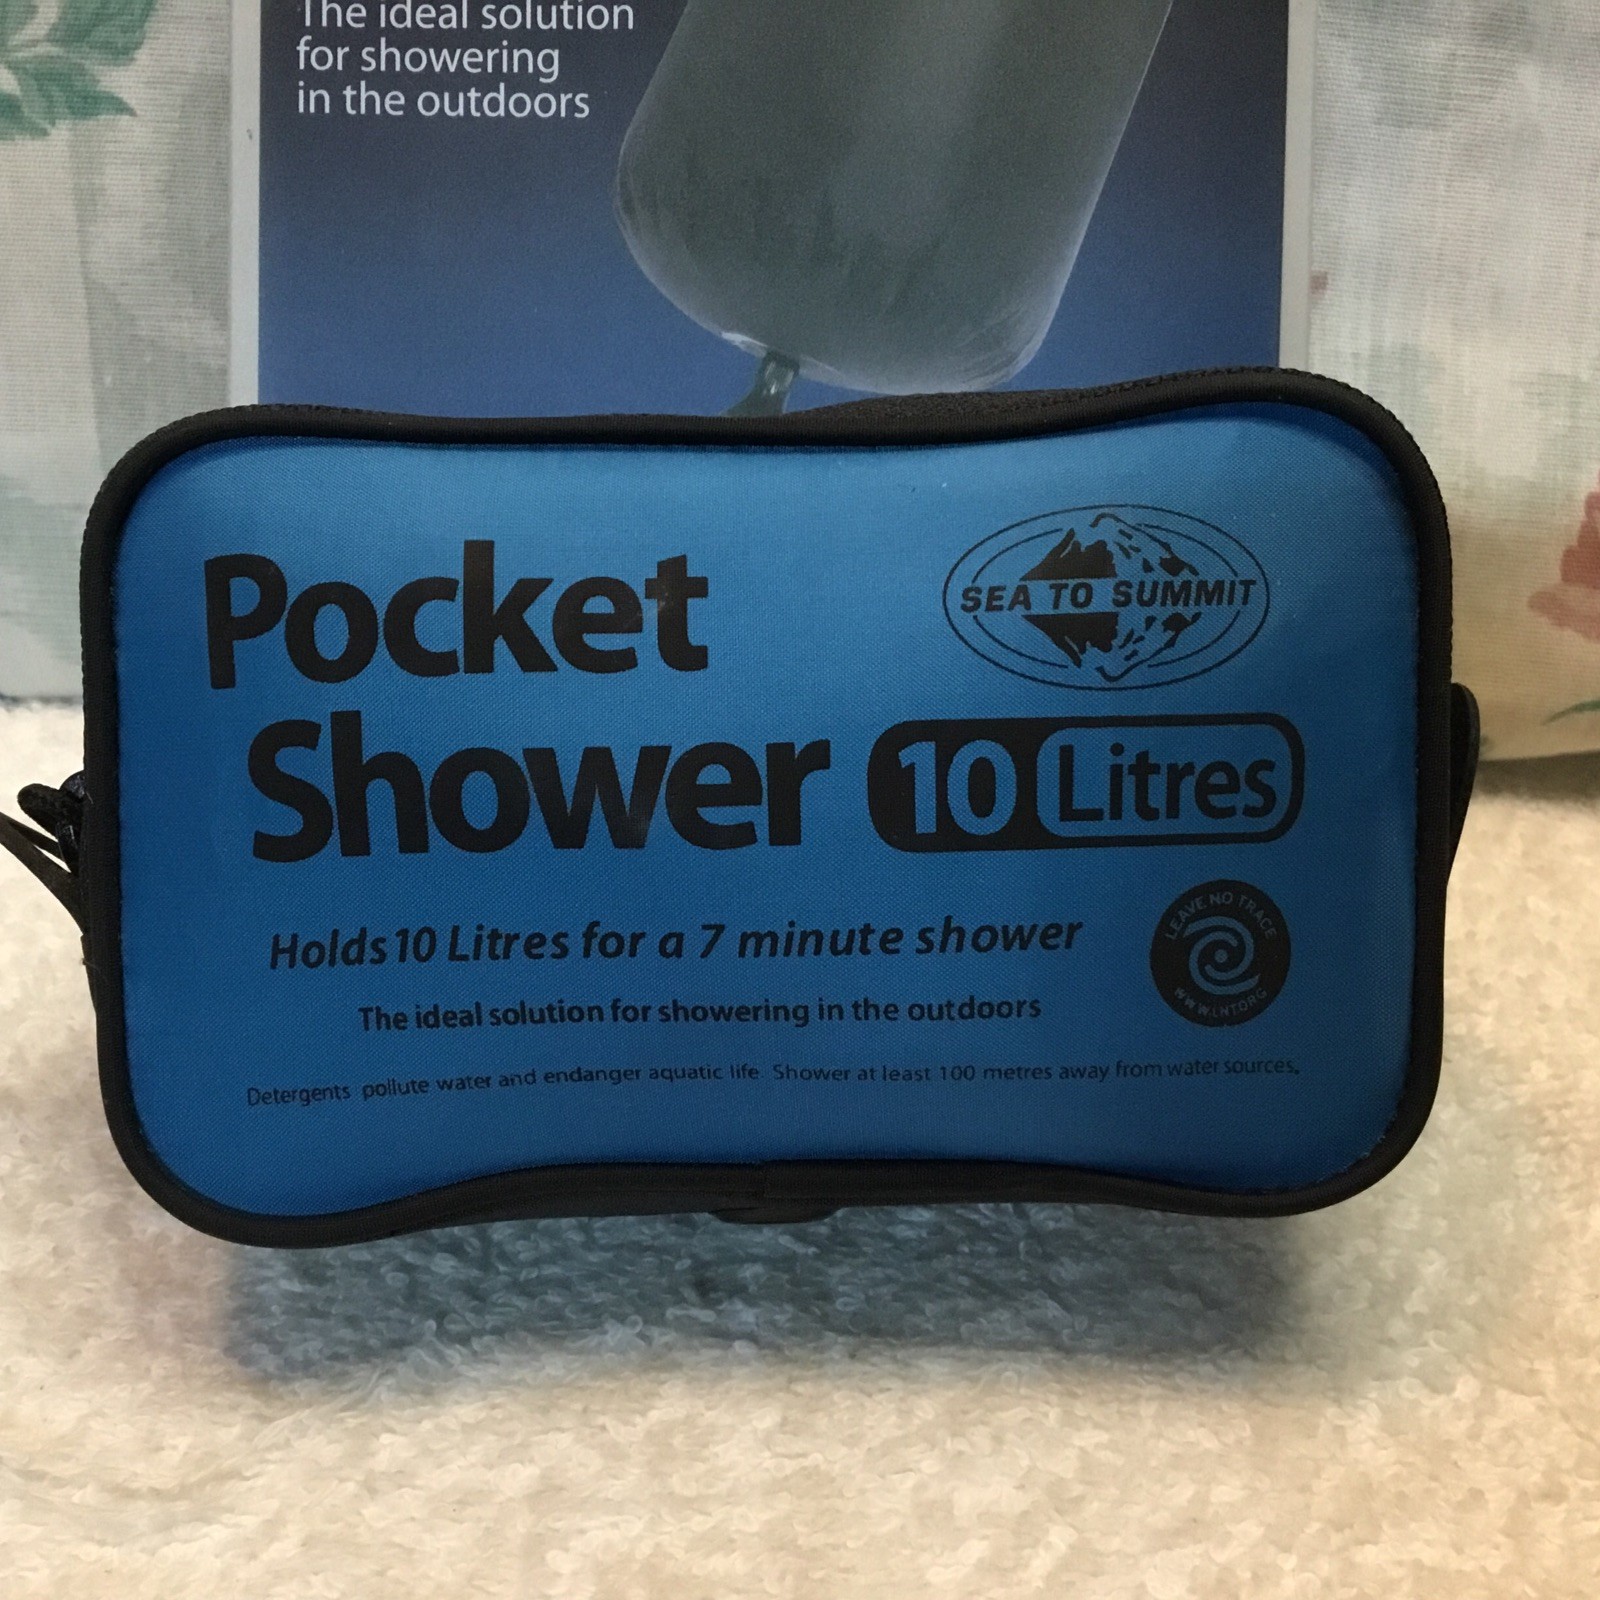 The ideal solution
for showering
in the outdoors
Pocket
Shower
SEA TO SUMMIT
10 Litres
Holds 10 Litres for a 7 minute shower
LEAVE NO TRACE
WWW.LNT.ORG
The ideal solution for showering in the outdoors
Detergents pollute water and endanger aquatic life. Shower at least 100 metres away from water sources.